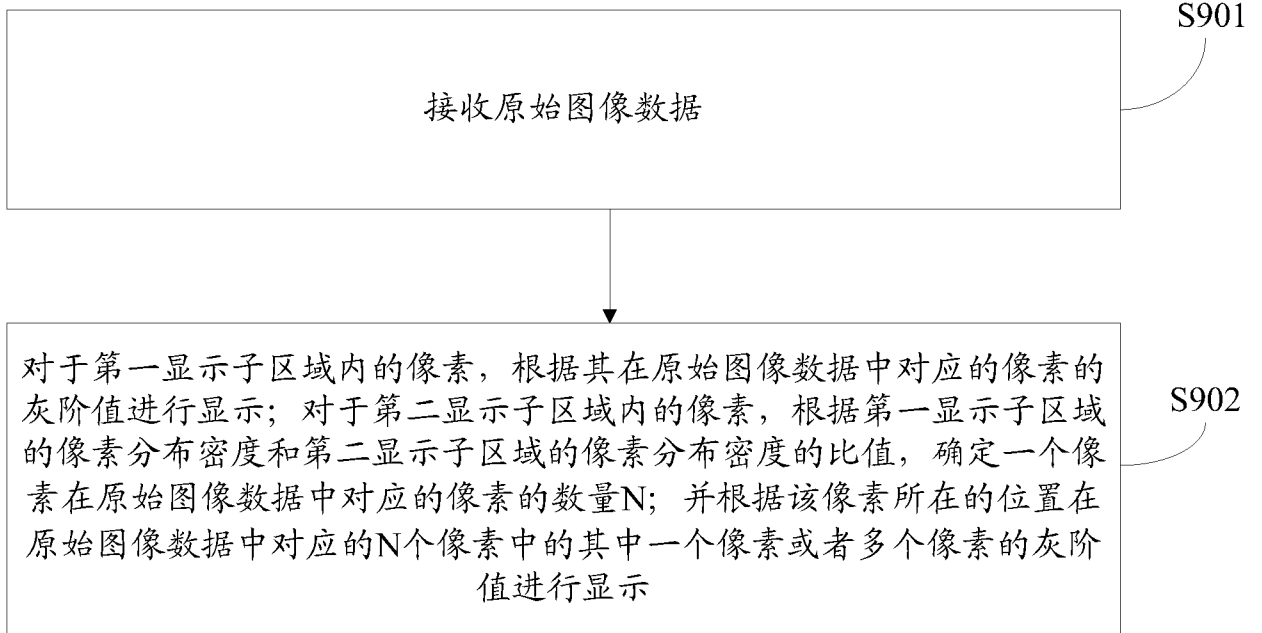 S901
接收原始图像数据
对于第一显示子区域内的像素，根据其在原始图像数据中对应的像素的
灰阶值进行显示；对于第二显示子区域内的像素，根据第一显示子区域
的像素分布密度和第二显示子区域的像素分布密度的比值，确定一个像
素在原始图像数据中对应的像素的数量N；并根据该像素所在的位置在
原始图像数据中对应的N个像素中的其中一个像素或者多个像素的灰阶
值进行显示
S902